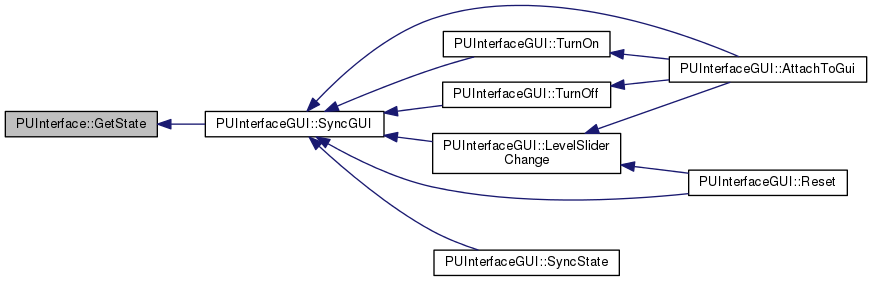 PUInterface::GetState
PUInterfaceGUI::SyncGUI
PUInterfaceGUI::TurnOn
PUInterfaceGUI::TurnOff
PUInterfaceGUI::LevelSlider
Change
PUInterfaceGUI::SyncState
PUInterfaceGUI::AttachToGui
PUInterfaceGUI::Reset